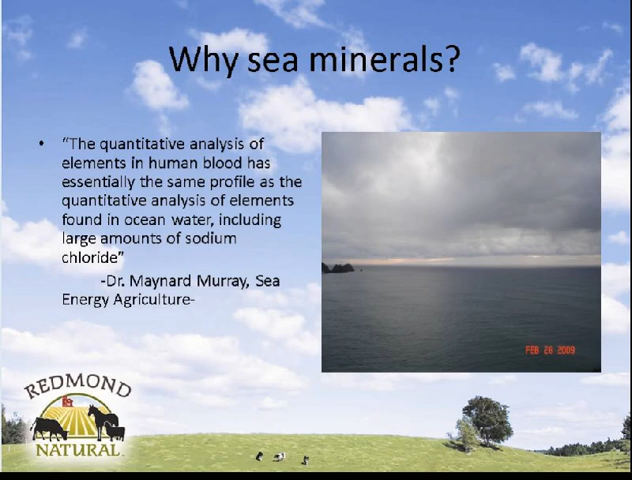 Why sea minerals?
• “The quantitative analysis of
elements in human blood has
essentially the same profile as the
quantitative analysis of elements
found in ocean water, including
large amounts of sodium
chloride”
-Dr. Maynard Murray, Sea
Energy Agriculture-
FEB 28 2009
REDMOND
NATURAL